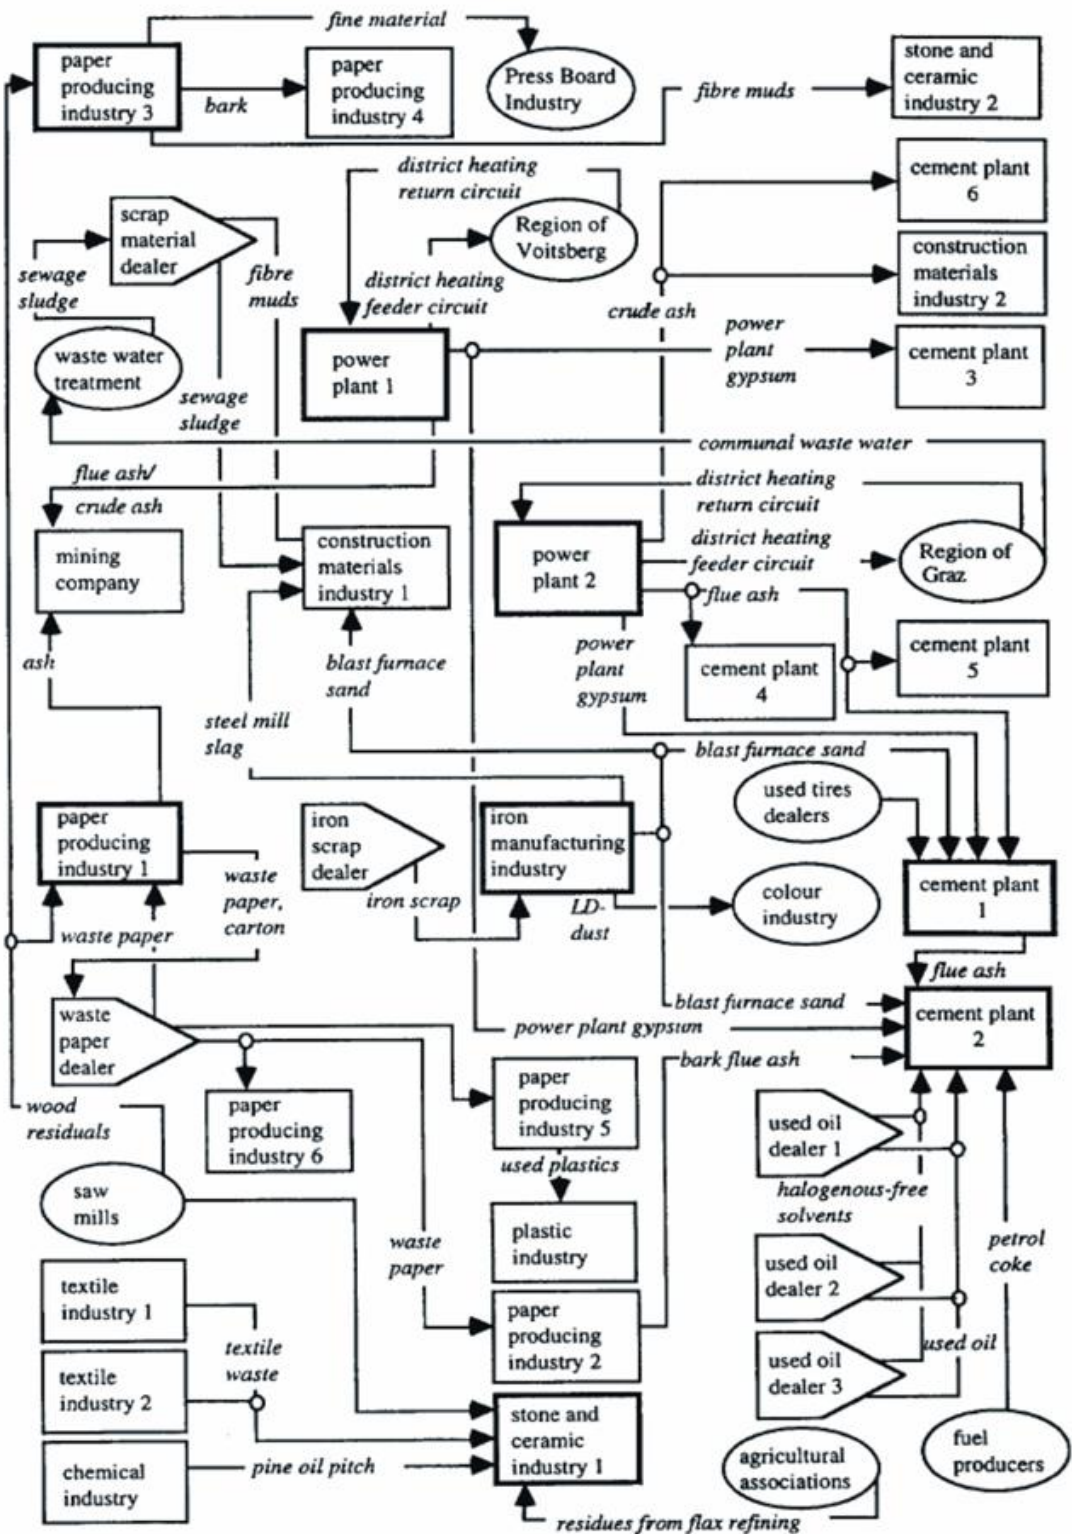 fine material
paper
producing
industry 3
bark
paper
producing
industry 4
Press Board
Industry
fibre muds
stone and
ceramic
industry 2
district heating
return circuit
cement plant
6
scrap
material
dealer
Region of
Voitsberg
sewage
sludge
fibre
muds
district heating
feeder circuit
construction
materials
industry 2
crude ash
waste water
treatment
power
plant 1
power
plant
gypsum
cement plant
3
sewage
sludge
communal waste water
flue ash/
crude ash
district heating
return circuit
mining
company
construction
materials
industry 1
power
plant 2
district heating
feeder circuit
Region of
Graz
flue ash
ash
blast furnace
sand
power
plant
gypsum
cement plant
4
cement plant
5
steel mill
slag
blast furnace sand
used tires
dealers
paper
producing
industry 1
iron
scrap
dealer
iron
manufacturing
industry
waste
paper,
carton
iron scrap
LD-
dust
colour
industry
cement plant
1
waste paper
flue ash
waste
paper
dealer
blast furnace sand
power plant gypsum
cement plant
2
bark flue ash
wood
residuals
paper
producing
industry 6
paper
producing
industry 5
used oil
dealer 1
used plastics
halogenous-free
solvents
saw
mills
plastic
industry
waste
paper
used oil
dealer 2
petrol
coke
textile
industry 1
paper
producing
industry 2
textile
waste
used oil
used oil
dealer 3
textile
industry 2
stone and
ceramic
industry 1
chemical
industry
pine oil pitch
agricultural
associations
fuel
producers
residues from flax refining